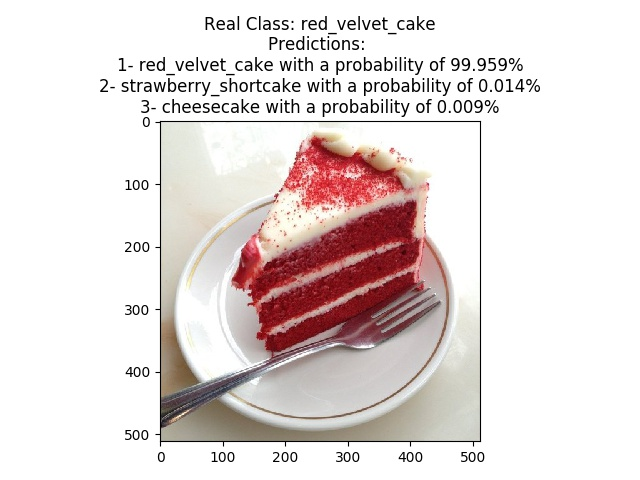 Real Class: red_velvet_cake
Predictions:
1- red_velvet_cake with a probability of 99.959%
2- strawberry_shortcake with a probability of 0.014%
3- cheesecake with a probability of 0.009%
0
100
200
300
400
500
0 100 200 300 400 500